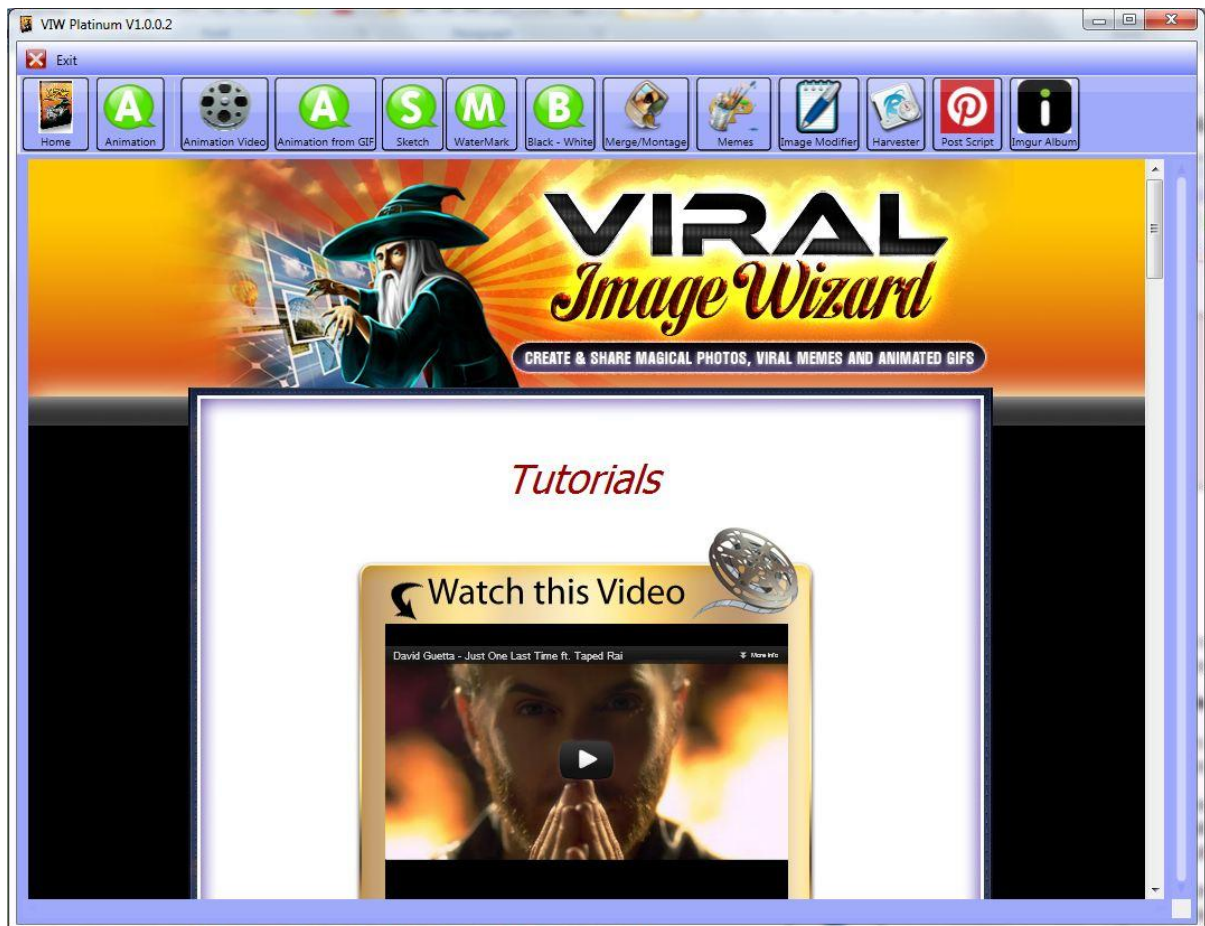 VIW Platinum V1.0.0.2
Exit
Home
A
Animation
Animation Video
A
Animation from GIF
S
Sketch
M
WaterMark
B
Black - White
Merge/Montage
Memes
Image Modifier
Harvester
Post Script
i
Imgur Album
VIRAL
Image Wizard
CREATE & SHARE MAGICAL PHOTOS, VIRAL MEMES AND ANIMATED GIFS
Tutorials
Watch this Video
David Guetta - Just One Last Time ft. Taped Rai
More Info